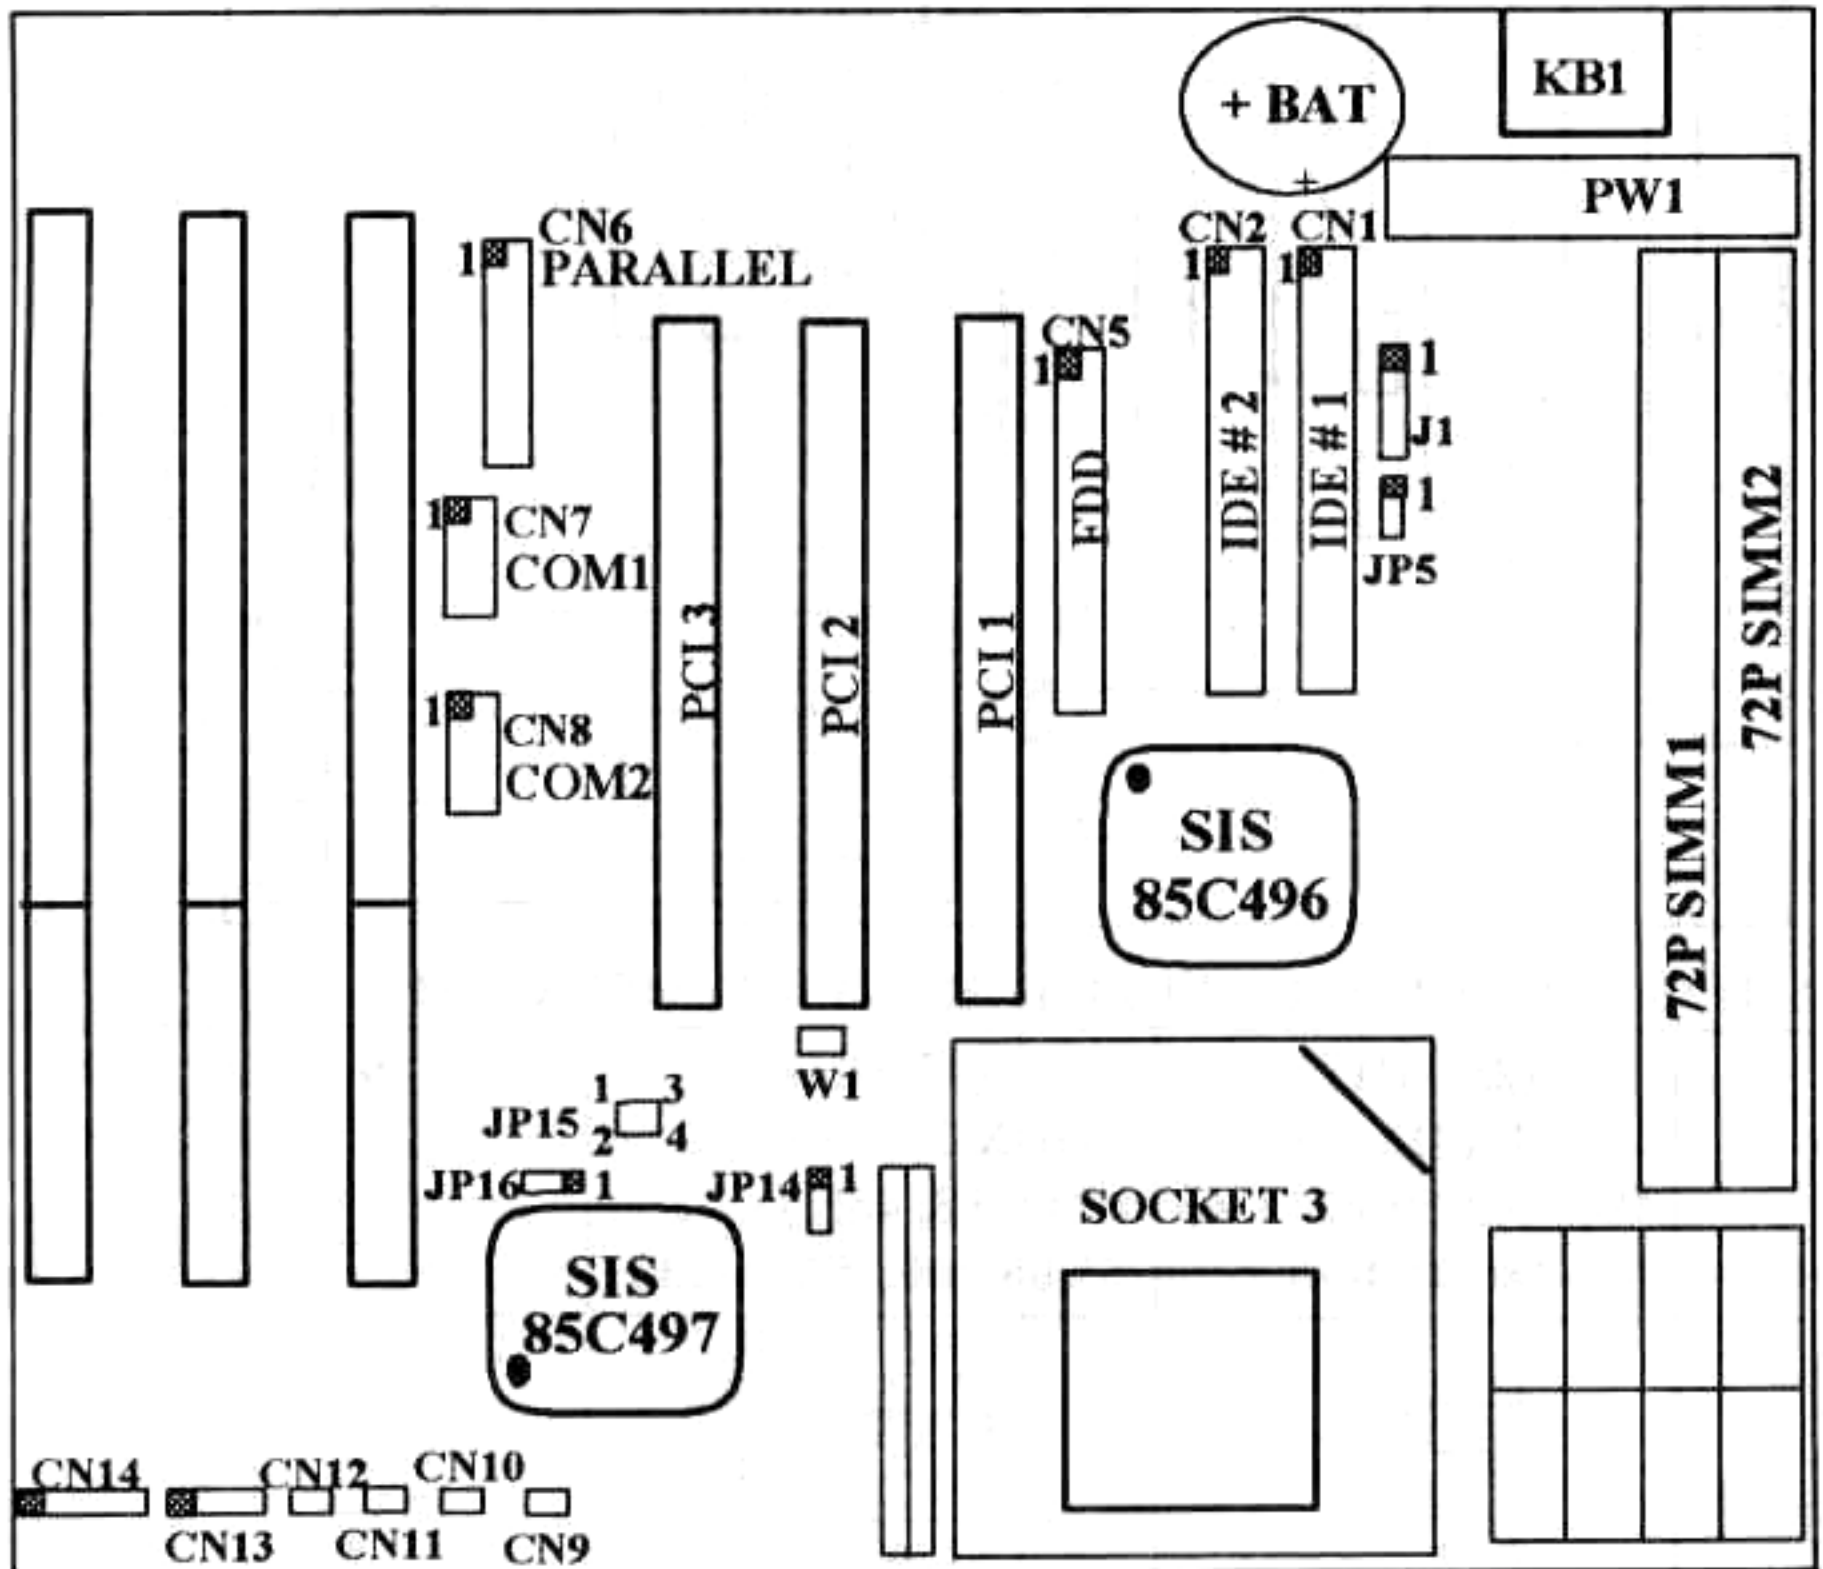 KB1
+ BAT
+
PW1
CN6
1
PARALLEL
CN2
CN1
1
1
CN5
1
1
J1
1
JP5
FDD
IDE # 2
IDE # 1
72P SIMM2
72P SIMM1
1
CN7
COM1
1
CN8
COM2
PCI 3
PCI 2
PCI 1
SIS
85C496
W1
1
3
JP15
2
4
JP16
1
JP14
1
SOCKET 3
SIS
85C497
CN14
CN12
CN10
CN13
CN11
CN9